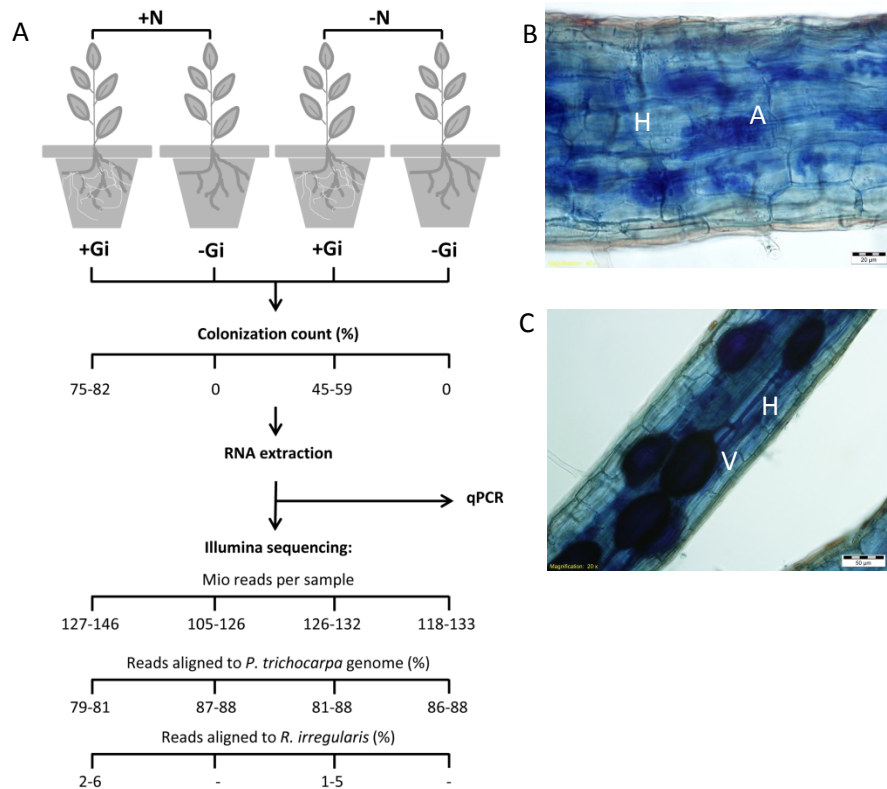 A
+N
-N
+Gi
-Gi
+Gi
-Gi
Colonization count (%)
75-82
0
45-59
0
RNA extraction
qPCR
Illumina sequencing:
Mio reads per sample
127-146
105-126
126-132
118-133
Reads aligned to P. trichocarpa genome (%)
79-81
87-88
81-88
86-88
Reads aligned to R. irregularis (%)
2-6
-
1-5
-
B
H
A
20 µm
C
H
V
Magnification: 20 x
50 µm